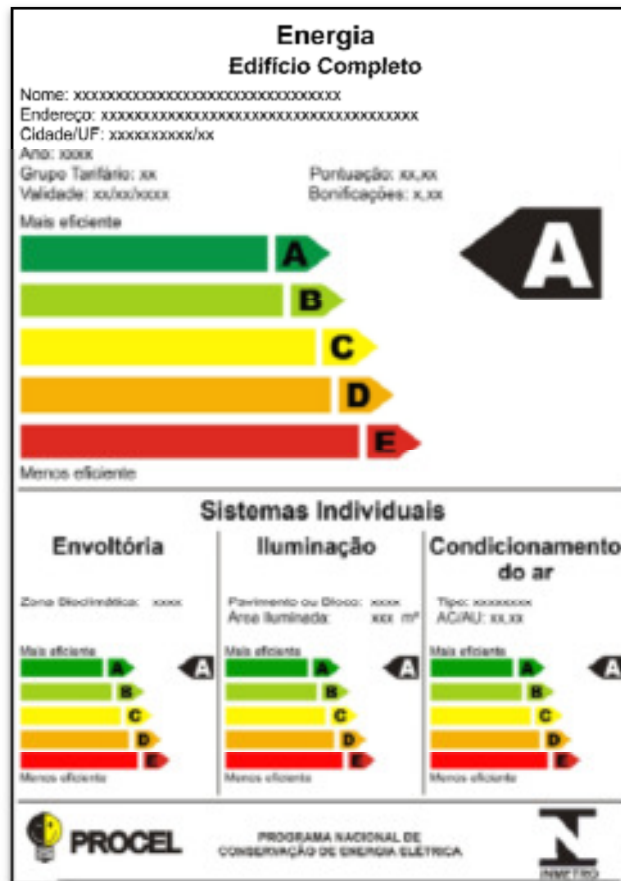 Energia
Edifício Completo
Nome: xxxxxxxxxxxxxxxxxxxxxxxxxxxxxxxx
Endereço: xxxxxxxxxxxxxxxxxxxxxxxxxxxxxxxxxxxxxx
Cidade/UF: xxxxxxxxxx/xx
Ano: xxxx
Grupo Tarifário: xx Pontuação: xx,xx
Validade: xx/xx/xxxx Bonificações: x,xx
Mais eficiente
A A
B
C
D
E
Menos eficiente
Sistemas Individuais
Envoltória Iluminação Condicionamento
do ar
Zona Bioclimática: xxxx Pavimento ou Bloco: xxxx Tipo: xxxxxxxx
Área Iluminada: xxx m² AC/AU: xx,xx
Mais eficiente Mais eficiente Mais eficiente
A A A A A A
B B B
C C C
D D D
E E E
Menos eficiente Menos eficiente Menos eficiente
PROCEL PROGRAMA NACIONAL DE
CONSERVAÇÃO DE ENERGIA ELÉTRICA
INMETRO